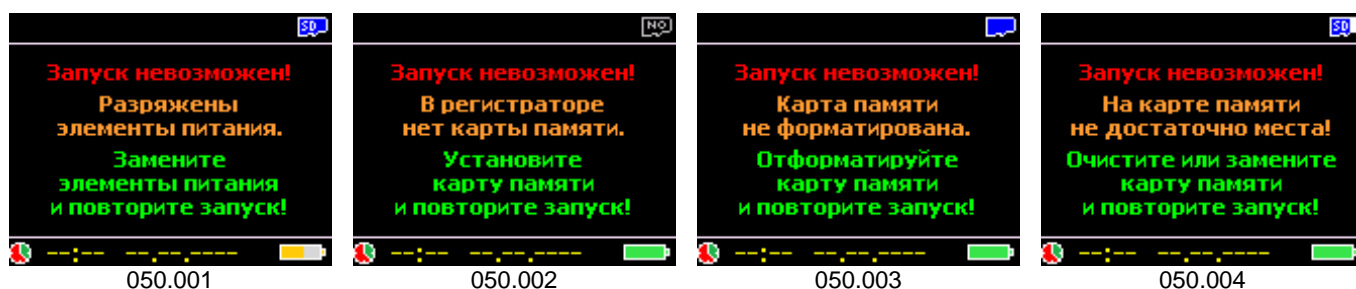 SD
Запуск невозможен!
Разряжены
элементы питания.
Замените
элементы питания
и повторите запуск!
--:-- --.--.----
050.001
NO
Запуск невозможен!
В регистраторе
нет карты памяти.
Установите
карту памяти
и повторите запуск!
--:-- --.--.----
050.002
Запуск невозможен!
Карта памяти
не форматирована.
Отформатируйте
карту памяти
и повторите запуск!
--:-- --.--.----
050.003
SD
Запуск невозможен!
На карте памяти
не достаточно места!
Очистите или замените
карту памяти
и повторите запуск!
--:-- --.--.----
050.004